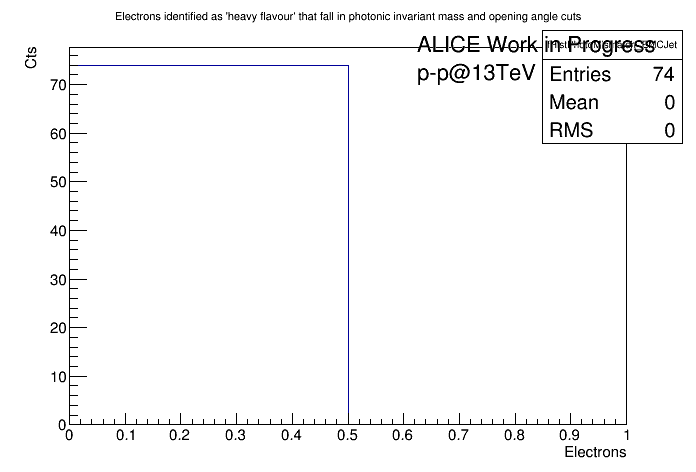 Electrons identified as 'heavy flavour' that fall in photonic invariant mass and opening angle cuts
Cts
ALICE Work in Progress
p-p@13TeV
Entries 74
Mean 0
RMS 0
70
60
50
40
30
20
10
0
0 0.1 0.2 0.3 0.4 0.5 0.6 0.7 0.8 0.9 1
Electrons